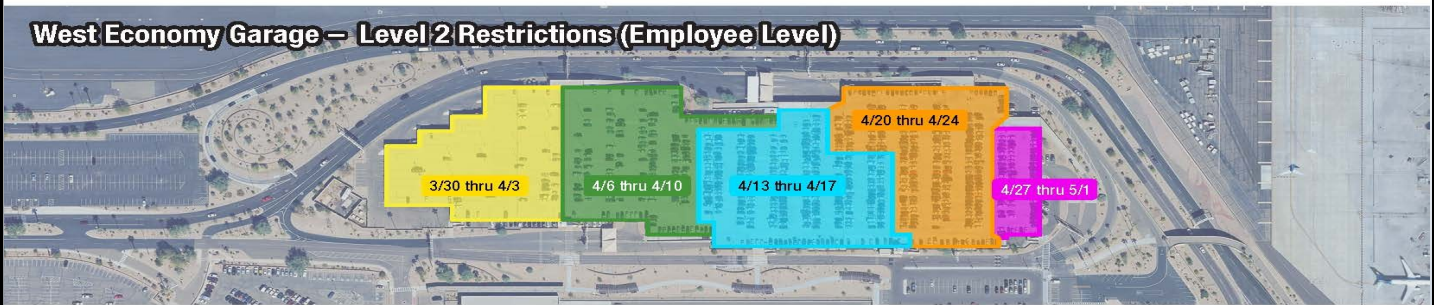 West Economy Garage – Level 2 Restrictions (Employee Level)
4/20 thru 4/24
3/30 thru 4/3
4/6 thru 4/10
4/13 thru 4/17
4/27 thru 5/1